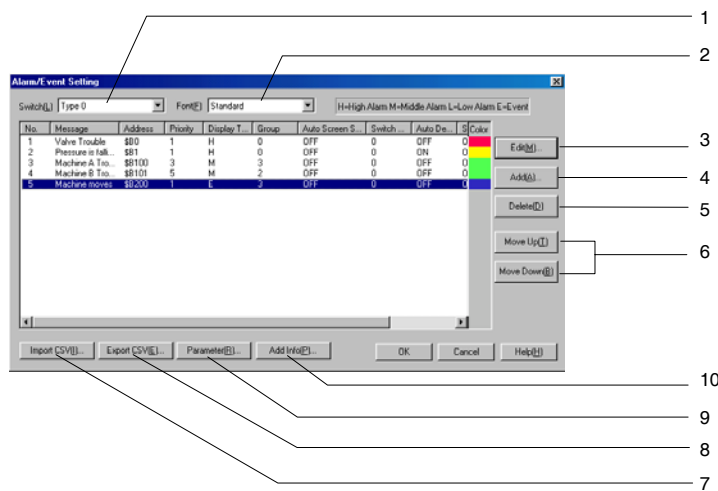 1
2
Alarm/Event Setting
Switch(L) Type 0 Font(F) Standard H=High Alarm M=Middle Alarm L=Low Alarm E=Event
No. Message Address Priority Display T... Group Auto Screen S... Switch ... Auto De... S Color
1 Valve Trouble $B0 1 H 0 OFF 0 OFF 0
2 Pressure is falli... $B1 1 H 0 OFF 0 ON 0
3 Machine A Tro... $B100 3 M 3 OFF 0 OFF 0
4 Machine B Tro... $B101 5 M 2 OFF 0 OFF 0
5 Machine moves $B200 1 E 3 OFF 0 OFF 0
Edit(M)...
3
Add(A)...
4
Delete(D)
5
Move Up(T)
6
Move Down(B)
Import CSV(I)... Export CSV(E)... Parameter(R)... Add Info(P)... OK Cancel Help(H)
10
9
8
7